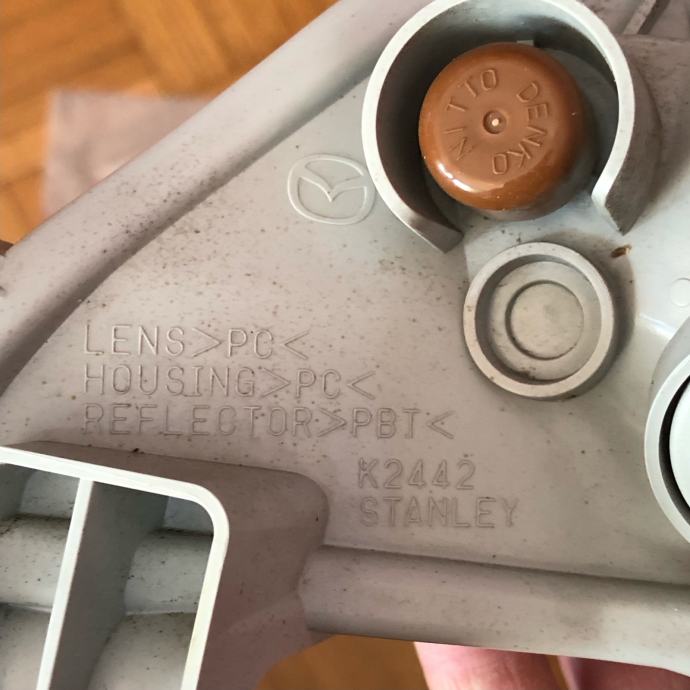 NITTO DENKO
LENS>PC<
HOUSING>PC<
REFLECTOR>PBT<
K2442
STANLEY